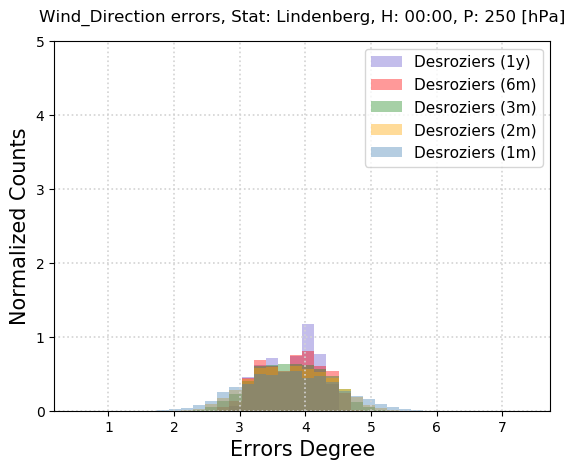 Wind_Direction errors, Stat: Lindenberg, H: 00:00, P: 250 [hPa]
Desroziers (1y)
Desroziers (6m)
Desroziers (3m)
Desroziers (2m)
Desroziers (1m)
Normalized Counts
5
4
3
2
1
0
1 2 3 4 5 6 7
Errors Degree